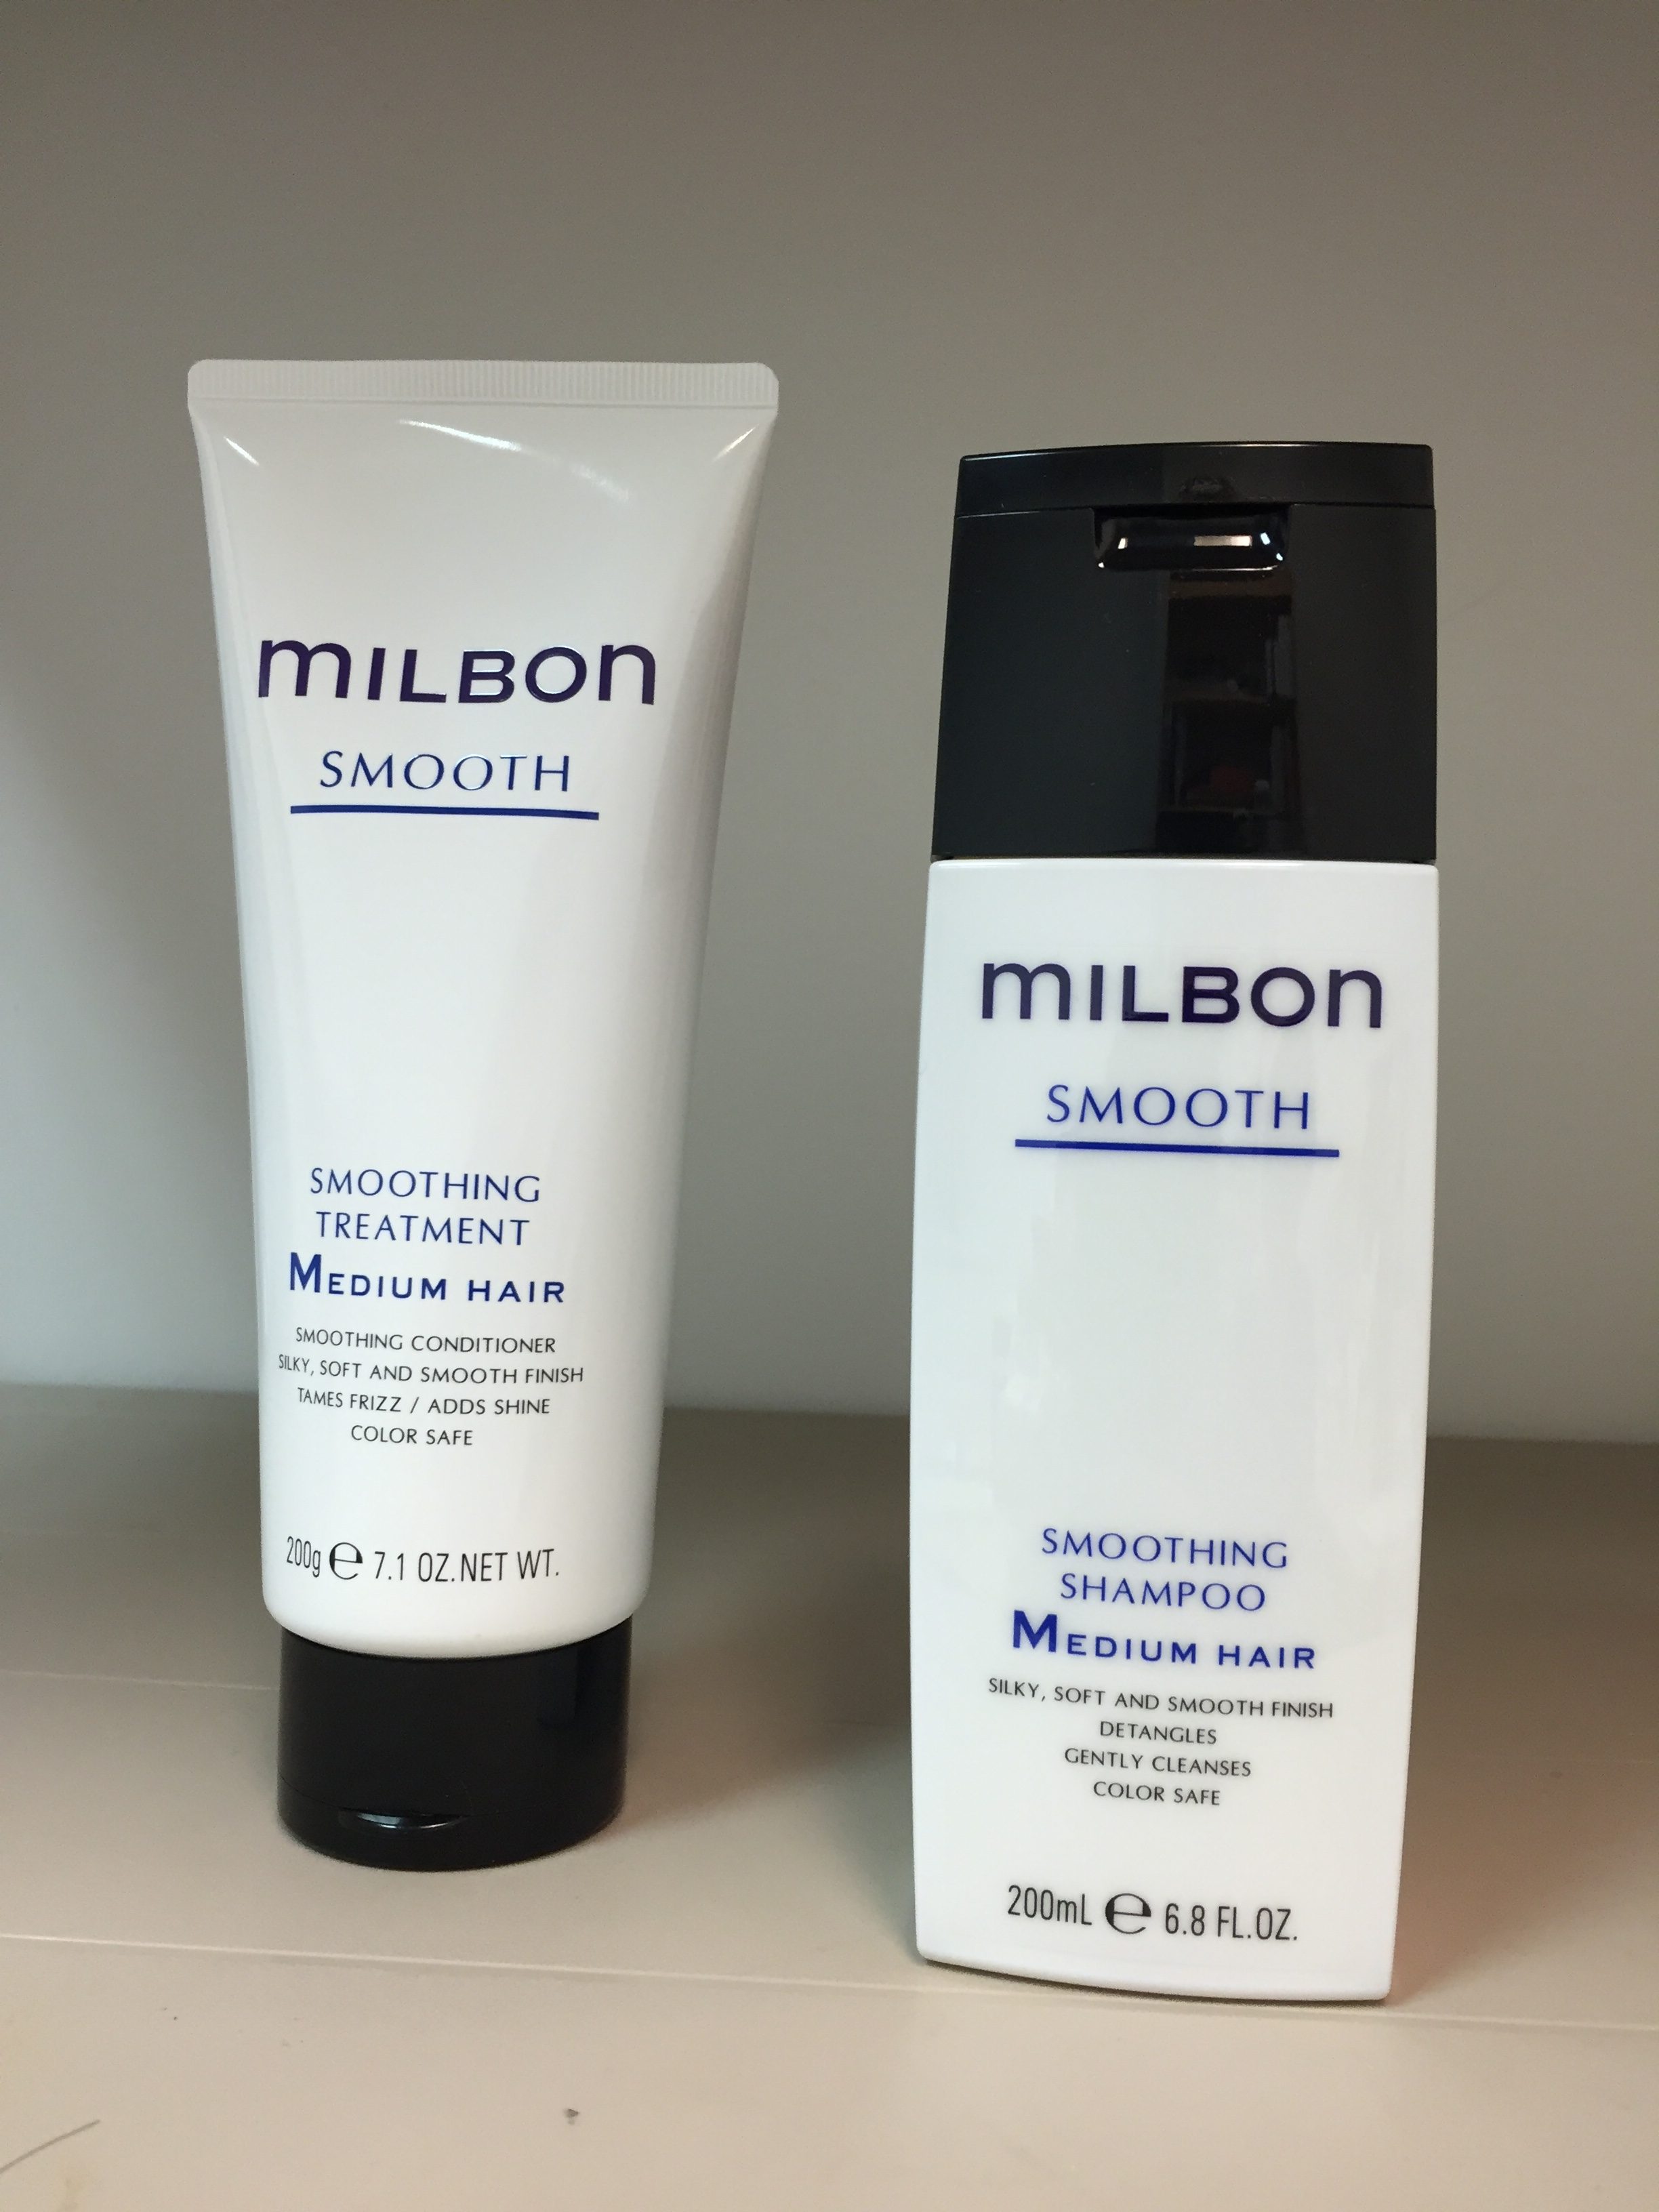 mILBOn
SMOOTH
SMOOTHING
TREATMENT
MEDIUM HAIR
SMOOTHING CONDITIONER
SILKY, SOFT AND SMOOTH FINISH
TAMES FRIZZ / ADDS SHINE
COLOR SAFE
200g ℮ 7.1 OZ.NET WT.
mILBOn
SMOOTH
SMOOTHING
SHAMPOO
MEDIUM HAIR
SILKY, SOFT AND SMOOTH FINISH
DETANGLES
GENTLY CLEANSES
COLOR SAFE
200mL ℮ 6.8 FL.OZ.